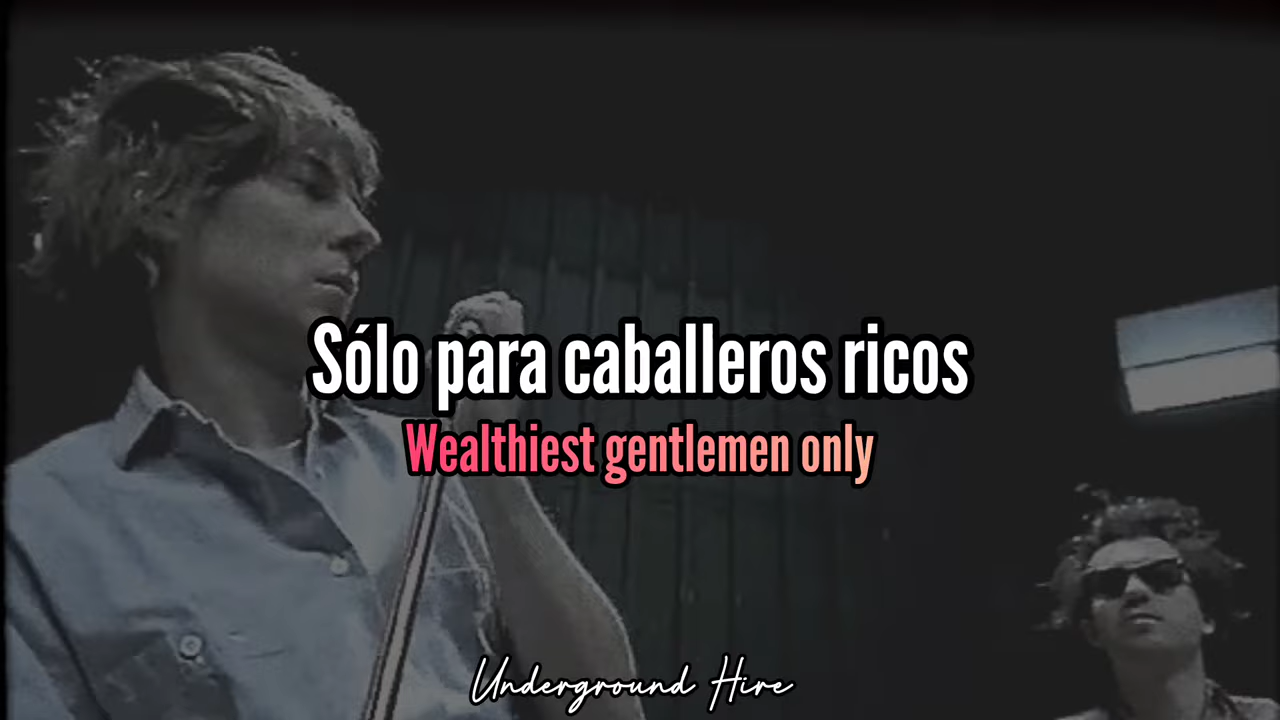 Sólo para caballeros ricos
Wealthiest gentlemen only
Underground Hire